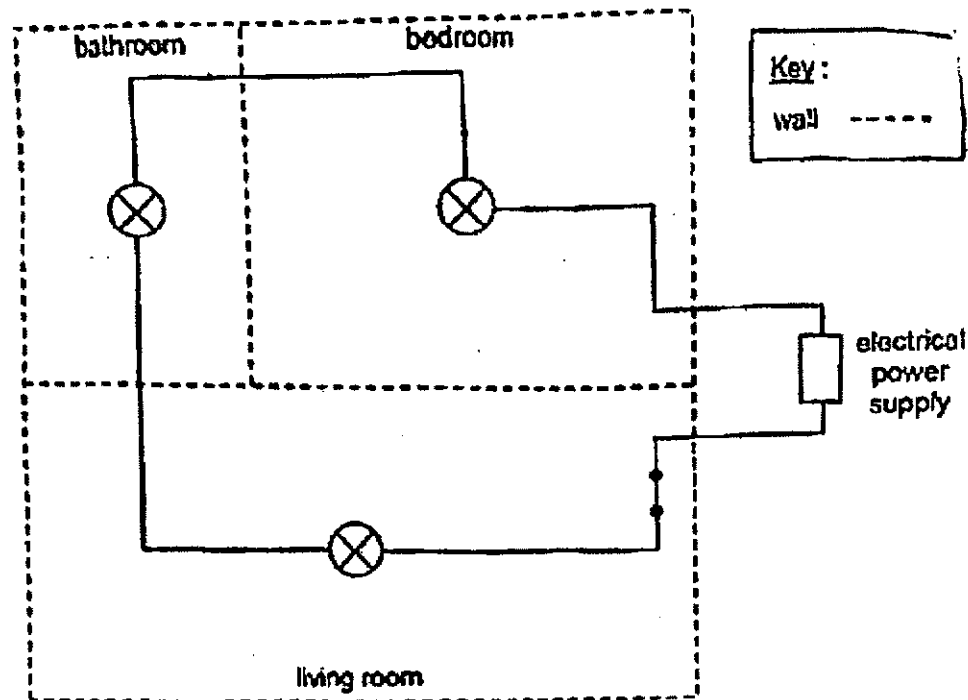 bathroom
bedroom
Key :
wall -----
electrical
power
supply
living room